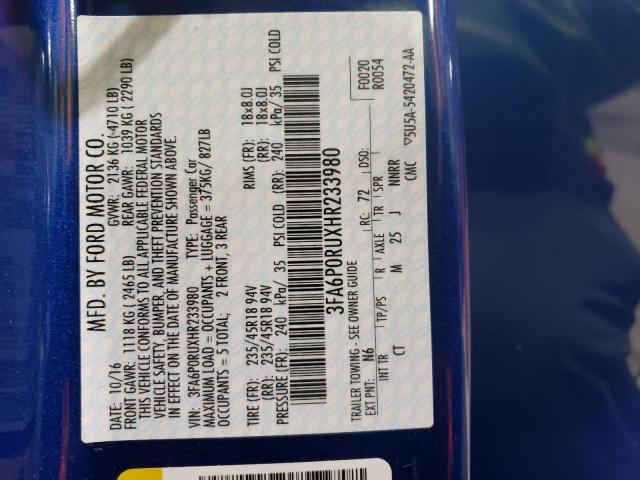 MFD. BY FORD MOTOR CO.
DATE: 10/16 GVWR: 2136 KG (4710 LB)
FRONT GAWR: 1118 KG (2465 LB) REAR GAWR: 1039 KG (2290 LB)
THIS VEHICLE CONFORMS TO ALL APPLICABLE FEDERAL MOTOR
VEHICLE SAFETY, BUMPER, AND THEFT PREVENTION STANDARDS
IN EFFECT ON THE DATE OF MANUFACTURE SHOWN ABOVE.
VIN: 3FA6P0RUXHR233980 TYPE: Passenger Car
MAXIMUM LOAD = OCCUPANTS + LUGGAGE = 375KG/ 827LB
OCCUPANTS = 5 TOTAL; 2 FRONT, 3 REAR
TIRE (FR): 235/45R18 94V RIMS (FR): 18x8.0J
(RR): 235/45R18 94V (RR): 18x8.0J
PRESSURE (FR): 240 kPa/ 35 PSI COLD (RR): 240 kPa/ 35 PSI COLD
3FA6P0RUXHR233980
F0020
R0054
TRAILER TOWING - SEE OWNER GUIDE
EXT PNT: N6 RC: 72 DSO:
INT TR TP/PS R AXLE TR SPR
CT M 25 J NNRR
CMC ▽5U5A-5420472-AA